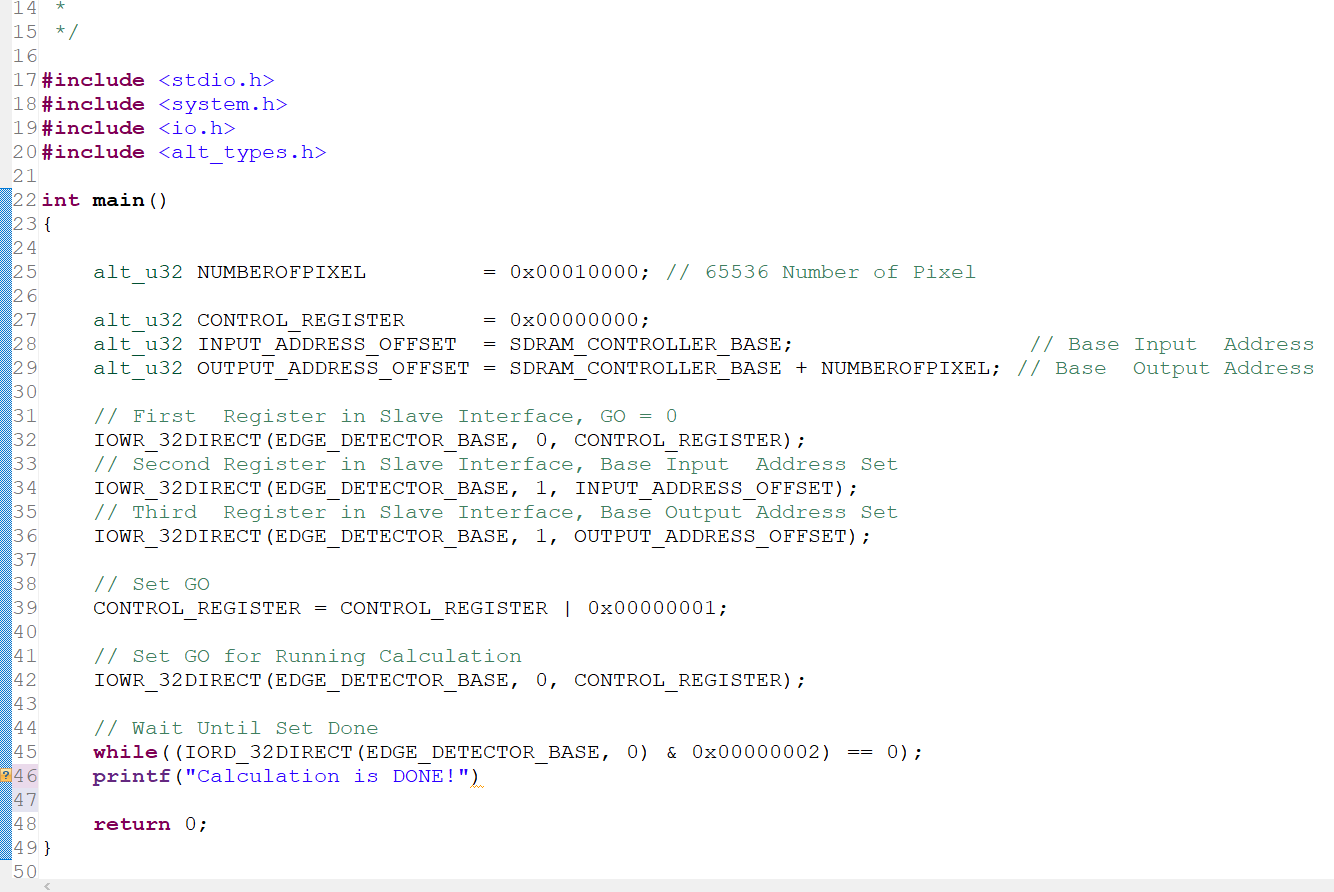 14  *
15  */
16
17 #include <stdio.h>
18 #include <system.h>
19 #include <io.h>
20 #include <alt_types.h>
21
22 int main()
23 {
24
25     alt_u32 NUMBEROFPIXEL         = 0x00010000; // 65536 Number of Pixel
26
27     alt_u32 CONTROL_REGISTER      = 0x00000000;
28     alt_u32 INPUT_ADDRESS_OFFSET  = SDRAM_CONTROLLER_BASE;                  // Base Input  Address
29     alt_u32 OUTPUT_ADDRESS_OFFSET = SDRAM_CONTROLLER_BASE + NUMBEROFPIXEL; // Base  Output Address
30
31     // First  Register in Slave Interface, GO = 0
32     IOWR_32DIRECT(EDGE_DETECTOR_BASE, 0, CONTROL_REGISTER);
33     // Second Register in Slave Interface, Base Input  Address Set
34     IOWR_32DIRECT(EDGE_DETECTOR_BASE, 1, INPUT_ADDRESS_OFFSET);
35     // Third  Register in Slave Interface, Base Output Address Set
36     IOWR_32DIRECT(EDGE_DETECTOR_BASE, 1, OUTPUT_ADDRESS_OFFSET);
37
38     // Set GO
39     CONTROL_REGISTER = CONTROL_REGISTER | 0x00000001;
40
41     // Set GO for Running Calculation
42     IOWR_32DIRECT(EDGE_DETECTOR_BASE, 0, CONTROL_REGISTER);
43
44     // Wait Until Set Done
45     while((IORD_32DIRECT(EDGE_DETECTOR_BASE, 0) & 0x00000002) == 0);
46     printf("Calculation is DONE!")
47
48     return 0;
49 }
50